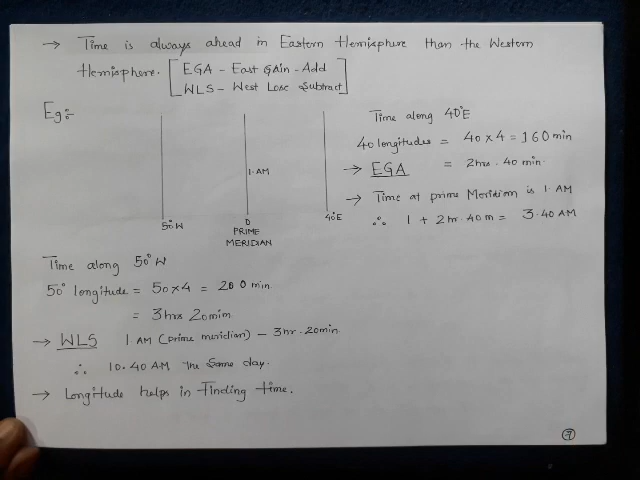 → Time is always ahead in Eastern Hemisphere than the Western
Hemisphere. [EGA - East GAin - Add
WLS - West Lose Subtract]
Eg:-
1. AM
50°W
0
PRIME
MERIDIAN
40°E
Time along 40°E
40 longitudes = 40 x 4 = 160 min
→ EGA = 2hrs. 40 min.
→ Time at prime Meridian is 1. AM
∴ 1 + 2 hr. 40 m = 3.40 AM
Time along 50°W
50° longitude = 50x4 = 200 min.
= 3hrs 20min.
→ WLS 1 AM (prime meridian) - 3hr. 20min.
∴ 10.40 AM the same day.
→ Longitude helps in finding time.
7